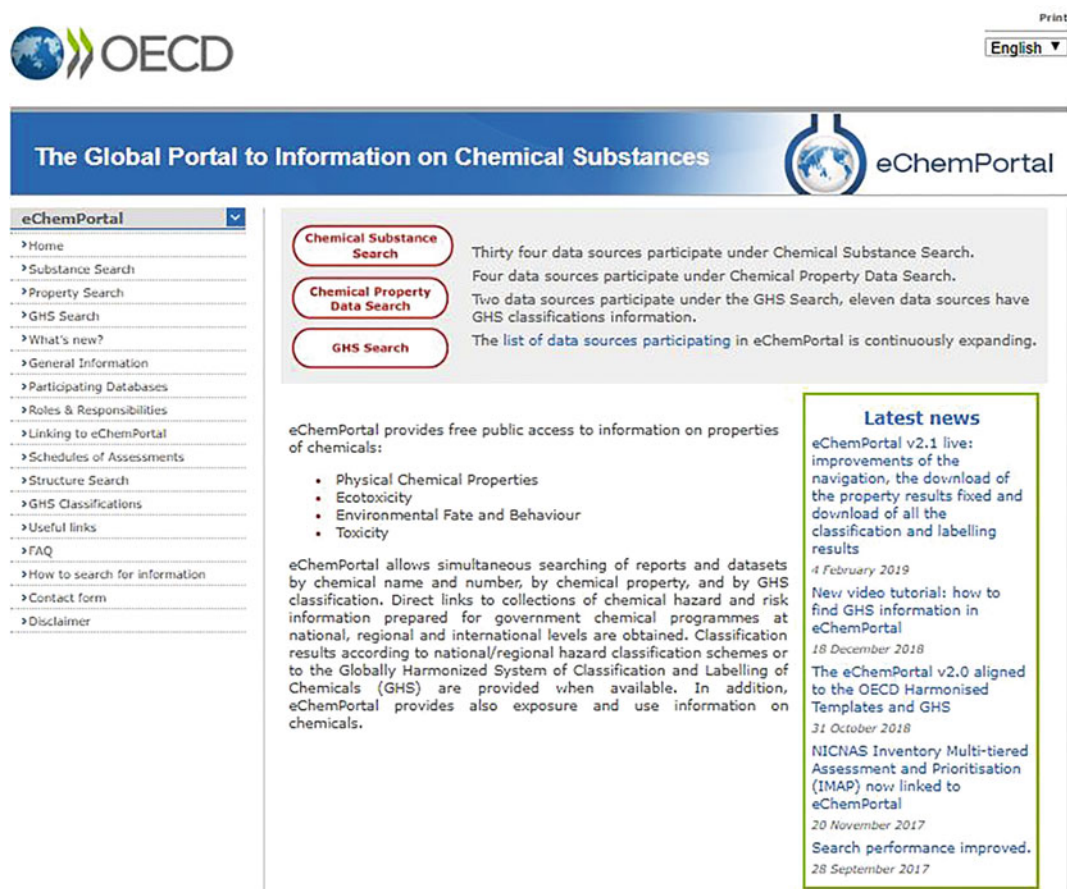 Print
OECD
English
The Global Portal to Information on Chemical Substances
eChemPortal
eChemPortal
Home
Substance Search
Property Search
GHS Search
What's new?
General Information
Participating Databases
Roles & Responsibilities
Linking to eChemPortal
Schedules of Assessments
Structure Search
GHS Classifications
Useful links
FAQ
How to search for information
Contact form
Disclaimer
Chemical Substance
Search
Chemical Property
Data Search
GHS Search
Thirty four data sources participate under Chemical Substance Search.
Four data sources participate under Chemical Property Data Search.
Two data sources participate under the GHS Search, eleven data sources have
GHS classifications information.
The list of data sources participating in eChemPortal is continuously expanding.
eChemPortal provides free public access to information on properties
of chemicals:
• Physical Chemical Properties
• Ecotoxicity
• Environmental Fate and Behaviour
• Toxicity
eChemPortal allows simultaneous searching of reports and datasets
by chemical name and number, by chemical property, and by GHS
classification. Direct links to collections of chemical hazard and risk
information prepared for government chemical programmes at
national, regional and international levels are obtained. Classification
results according to national/regional hazard classification schemes or
to the Globally Harmonized System of Classification and Labelling of
Chemicals (GHS) are provided when available. In addition,
eChemPortal provides also exposure and use information on
chemicals.
Latest news
eChemPortal v2.1 live:
improvements of the
navigation, the download of
the property results fixed and
download of all the
classification and labelling
results
4 February 2019
New video tutorial: how to
find GHS information in
eChemPortal
18 December 2018
The eChemPortal v2.0 aligned
to the OECD Harmonised
Templates and GHS
31 October 2018
NICNAS Inventory Multi-tiered
Assessment and Prioritisation
(IMAP) now linked to
eChemPortal
20 November 2017
Search performance improved.
28 September 2017